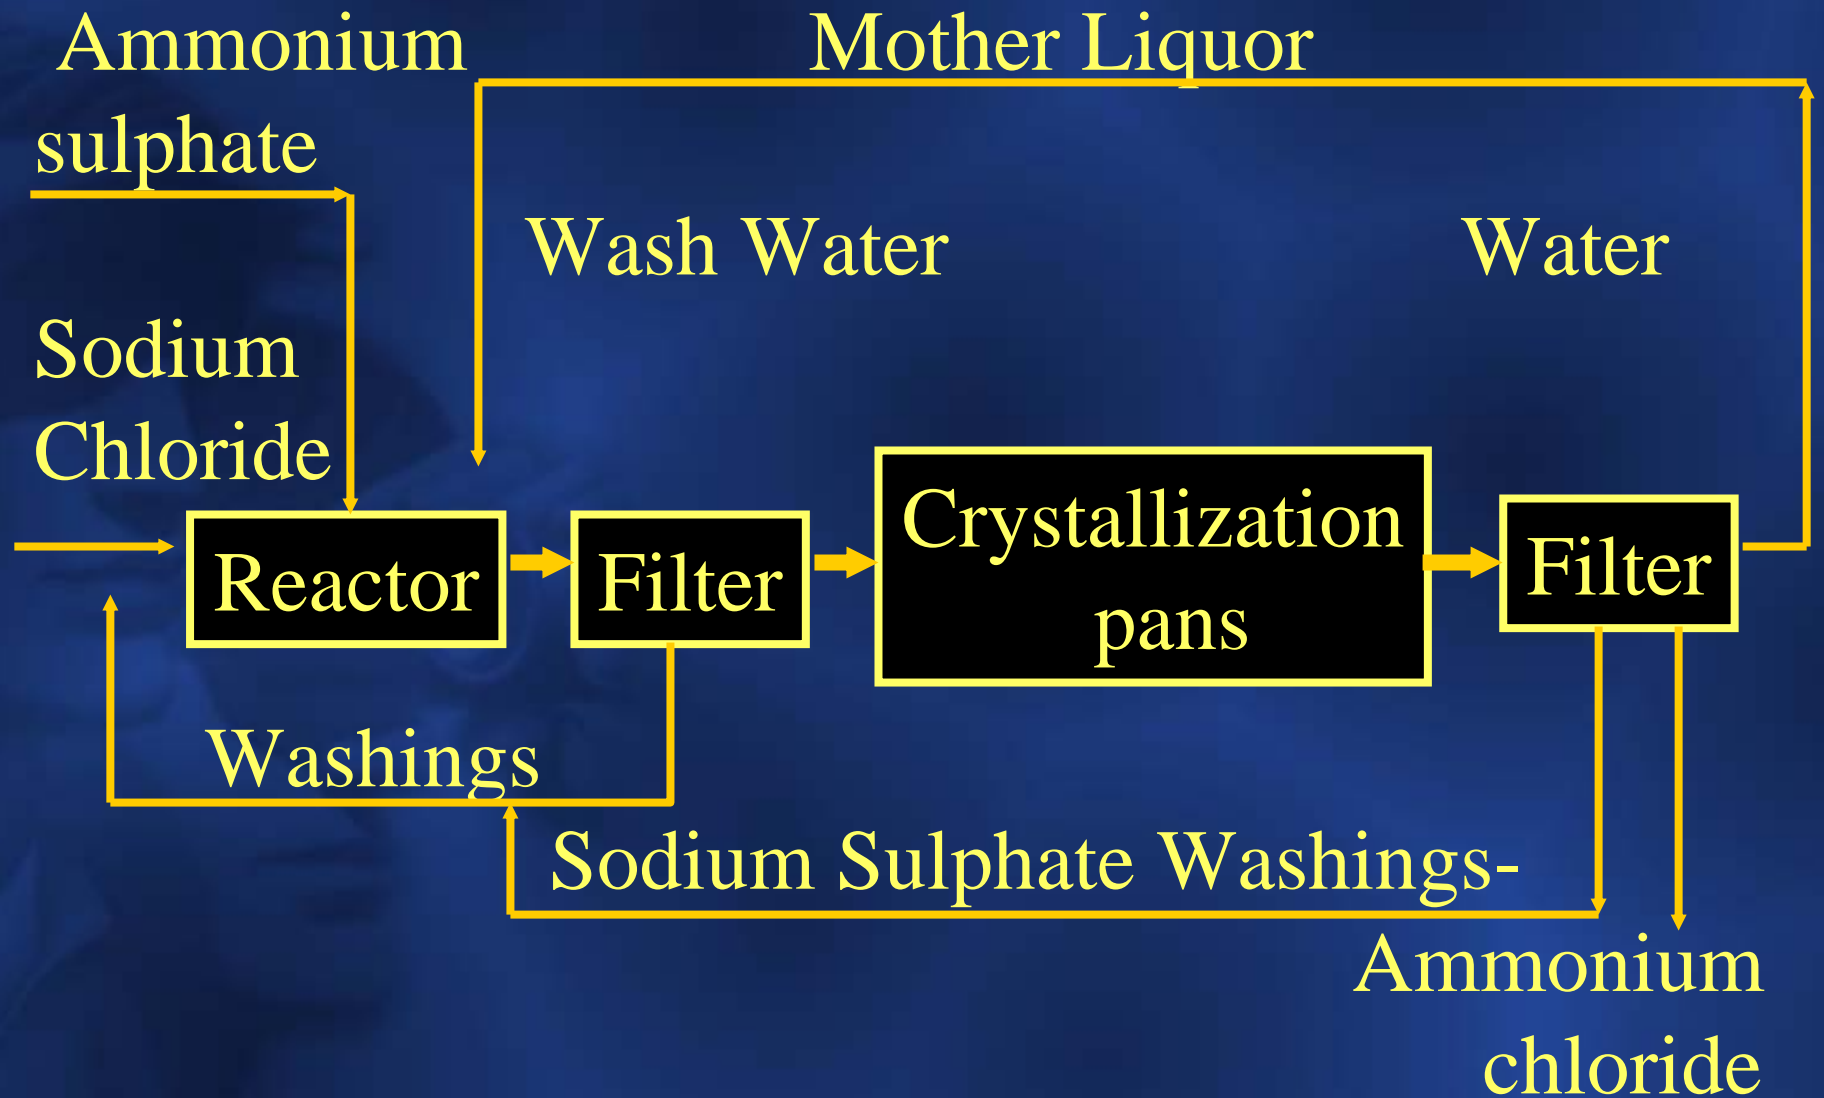 Ammonium
sulphate
Mother Liquor
Wash Water
Water
Sodium
Chloride
Reactor
Filter
Crystallization
pans
Filter
Washings
Sodium Sulphate Washings-
Ammonium
chloride